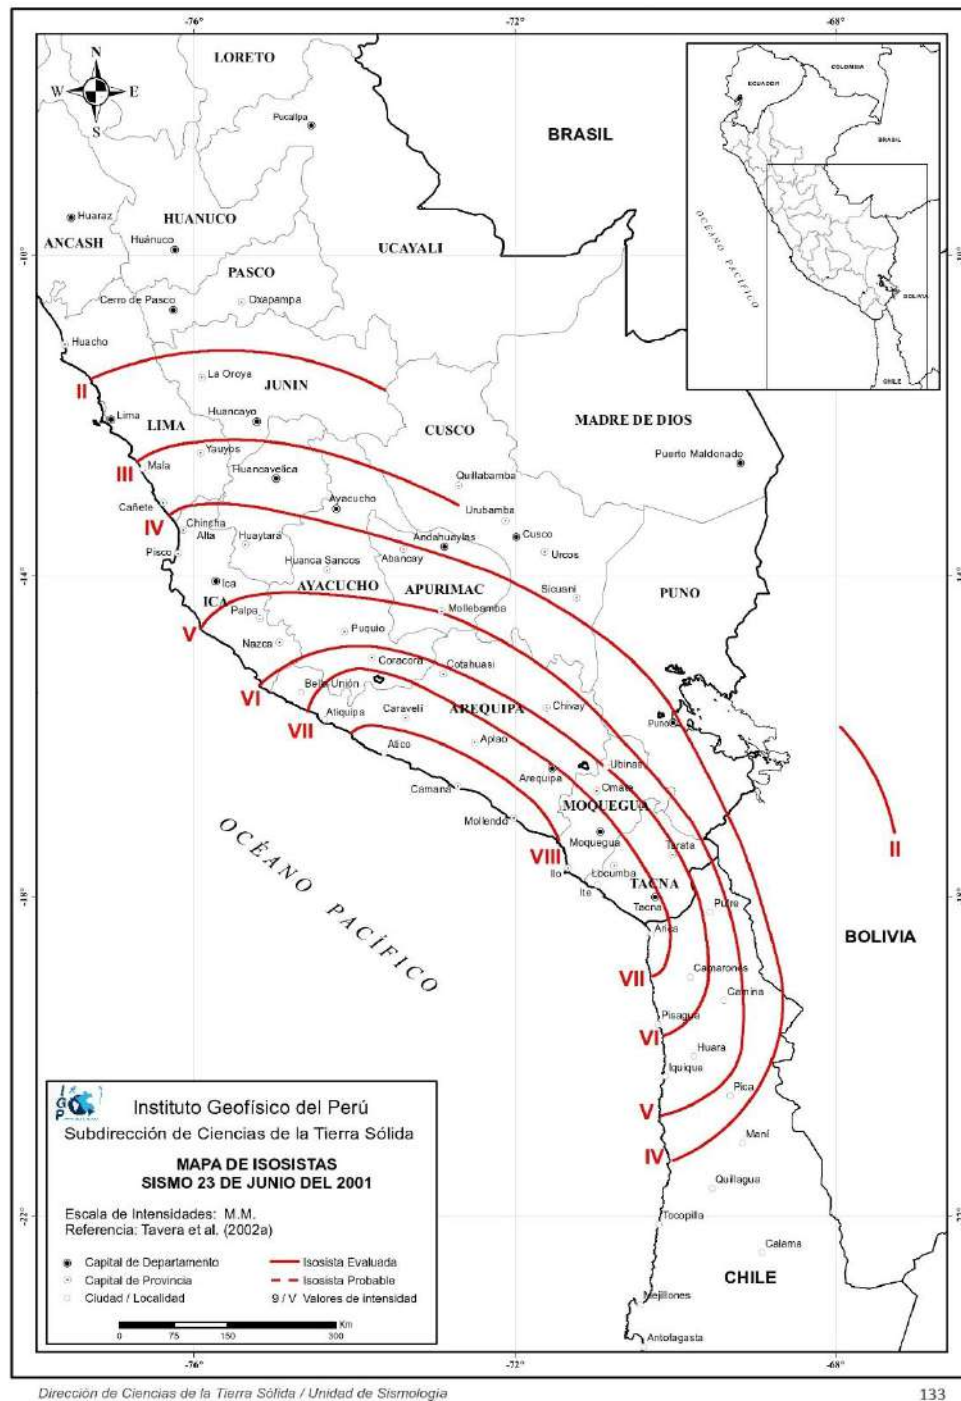 -76°
-72°
-68°
N
W E
S
LORETO
Pucallpa
BRASIL
COLOMBIA
ECUADOR
BRASIL
OCÉANO PACÍFICO
BOLIVIA
CHILE
Huaraz
HUANUCO
ANCASH
Huánuco
UCAYALI
-10°
PASCO
Cerro de Pasco
Oxapampa
Huacho
La Oroya
JUNIN
II
Lima
LIMA
Huancayo
CUSCO
MADRE DE DIOS
Yauyos
Puerto Maldonado
III
Mala
Huancavelica
Quillabamba
Cañete
Ayacucho
Urubamba
IV
Chincha
Alta
Huaytará
Andahuaylas
Cusco
Pisco
Abancay
Urcos
Huanca Sancos
-14°
Ica
ICA
AYACUCHO
APURIMAC
Sicuani
PUNO
Palpa
Mollebamba
V
Puquio
Nazca
Coracora
Cotahuasi
VI
Bella Unión
Atiquipa
Caravelí
AREQUIPA
Chivay
Puno
VII
Atico
Aplao
Ubinas
Arequipa
Omate
Camaná
MOQUEGUA
Mollendo
Moquegua
Tarata
II
VIII
Ilo
Locumba
Ite
TACNA
-18°
Tacna
Putre
OCÉANO PACÍFICO
Arica
BOLIVIA
VII
Camarones
Camina
Pisagua
VI
Huara
Iquiqua
Pica
V
Maní
IV
Quillagua
Tocopilla
-22°
Calama
CHILE
Mejillones
Antofagasta
IGP
Instituto Geofísico del Perú
Subdirección de Ciencias de la Tierra Sólida
MAPA DE ISOSISTAS
SISMO 23 DE JUNIO DEL 2001
Escala de Intensidades: M.M.
Referencia: Tavera et al. (2002a)
Capital de Departamento
Isosista Evaluada
Capital de Provincia
Isosista Probable
Ciudad / Localidad
9 / V Valores de intensidad
Km
0 75 150 300
-76°
-72°
-68°
Dirección de Ciencias de la Tierra Sólida / Unidad de Sismología
133